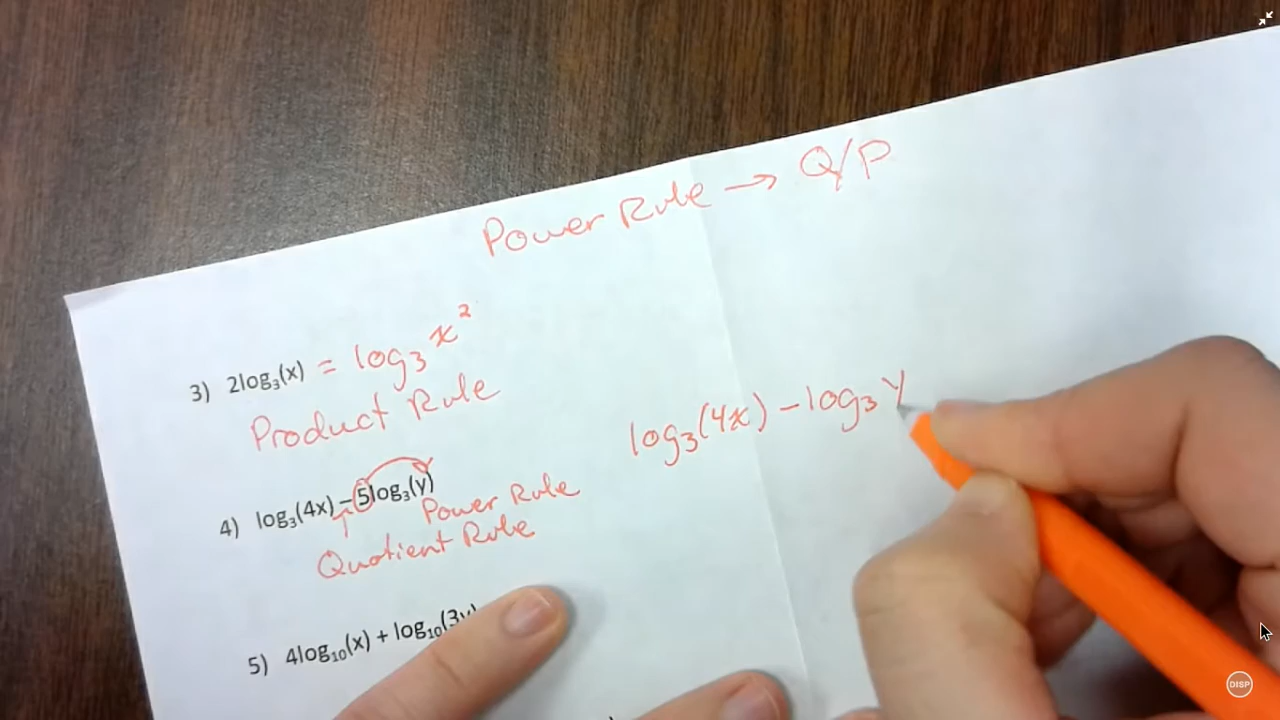 Power Rule → Q/P
3) 2log₃(x) = log₃ x²
Product Rule
4) log₃(4x) – 5log₃(y)
Power Rule
Quotient Rule
log₃(4x) – log₃ y
5) 4log₁₀(x) + log₁₀(3y)
DISP